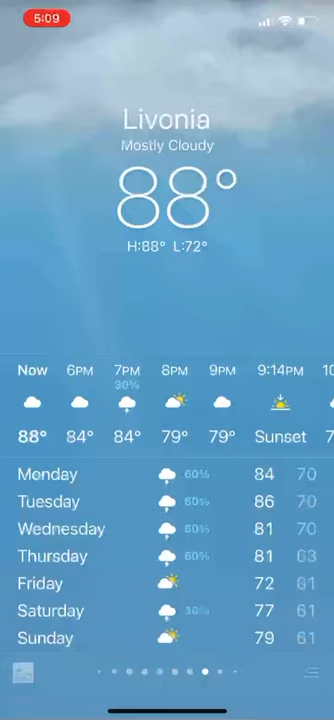 5:09
Livonia
Mostly Cloudy
88°
H:88° L:72°
Now 6PM 7PM 8PM 9PM 9:14PM 10
30%
88° 84° 84° 79° 79° Sunset 7
Monday 60% 84 70
Tuesday 60% 86 70
Wednesday 60% 81 70
Thursday 60% 81 63
Friday 72 61
Saturday 30% 77 61
Sunday 79 61